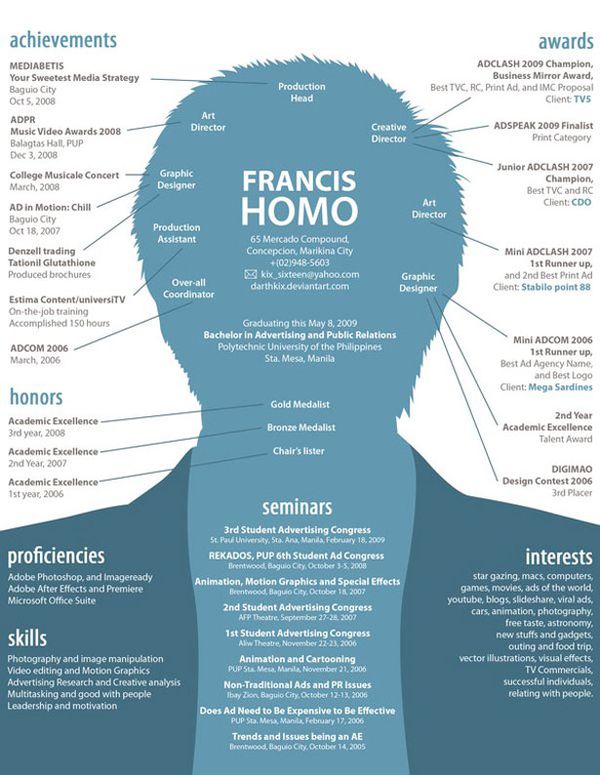 achievements
MEDIABETIS
Your Sweetest Media Strategy
Baguio City
Oct 5, 2008
ADPR
Music Video Awards 2008
Balagtas Hall, PUP
Dec 3, 2008
College Musicale Concert
March, 2008
AD in Motion: Chill
Baguio City
Oct 18, 2007
Denzell trading
Tationil Glutathione
Produced brochures
Estima Content/universiTV
On-the-job training
Accomplished 150 hours
ADCOM 2006
March, 2006
honors
Academic Excellence
3rd year, 2008
Academic Excellence
2nd Year, 2007
Academic Excellence
1st year, 2006
Production
Head
Art
Director
Creative
Director
Graphic
Designer
Production
Assistant
Over-all
Coordinator
Art
Director
Graphic
Designer
FRANCIS
HOMO
65 Mercado Compound,
Concepcion, Marikina City
+(02)948-5603
kix_sixteen@yahoo.com
darthkix.deviantart.com
Graduating this May 8, 2009
Bachelor in Advertising and Public Relations
Polytechnic University of the Philippines
Sta. Mesa, Manila
Gold Medalist
Bronze Medalist
Chair's lister
awards
ADCLASH 2009 Champion,
Business Mirror Award,
Best TVC, RC, Print Ad, and IMC Proposal
Client: TV5
ADSPEAK 2009 Finalist
Print Category
Junior ADCLASH 2007
Champion,
Best TVC and RC
Client: CDO
Mini ADCLASH 2007
1st Runner up,
and 2nd Best Print Ad
Client: Stabilo point 88
Mini ADCOM 2006
1st Runner up,
Best Ad Agency Name,
and Best Logo
Client: Mega Sardines
2nd Year
Academic Excellence
Talent Award
DIGIMAO
Design Contest 2006
3rd Placer
seminars
3rd Student Advertising Congress
St. Paul University, Sta. Ana, Manila, February 18, 2009
REKADOS, PUP 6th Student Ad Congress
Brentwood, Baguio City, October 3-5, 2008
Animation, Motion Graphics and Special Effects
Brentwood, Baguio City, October 18, 2007
2nd Student Advertising Congress
AFP Theatre, September 27-28, 2007
1st Student Advertising Congress
Aliw Theatre, November 22-23, 2006
Animation and Cartooning
PUP Sta. Mesa, Manila, November 21, 2006
Non-Traditional Ads and PR Issues
Ibay Zion, Baguio City, October 12-13, 2006
Does Ad Need to Be Expensive to Be Effective
PUP Sta. Mesa, Manila, February 17, 2006
Trends and Issues being an AE
Brentwood, Baguio City, October 14, 2005
proficiencies
Adobe Photoshop, and Imageready
Adobe After Effects and Premiere
Microsoft Office Suite
skills
Photography and image manipulation
Video editing and Motion Graphics
Advertising Research and Creative analysis
Multitasking and good with people
Leadership and motivation
interests
star gazing, macs, computers,
games, movies, ads of the world,
youtube, blogs, slideshare, viral ads,
cars, animation, photography,
free taste, astronomy,
new stuffs and gadgets,
outing and food trip,
vector illustrations, visual effects,
TV Commercials,
successful individuals,
relating with people.